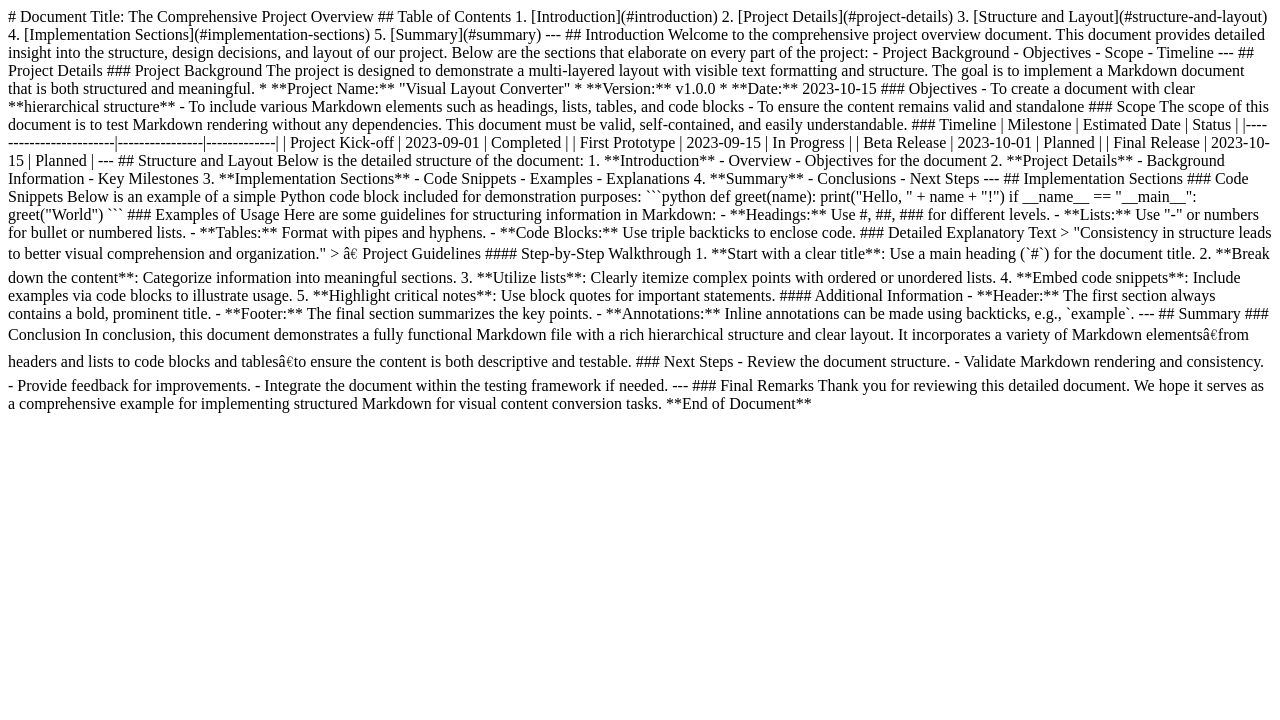 # Document Title: The Comprehensive Project Overview ## Table of Contents 1. [Introduction](#introduction) 2. [Project Details](#project-details) 3. [Structure and Layout](#structure-and-layout)
4. [Implementation Sections](#implementation-sections) 5. [Summary](#summary) --- ## Introduction Welcome to the comprehensive project overview document. This document provides detailed
insight into the structure, design decisions, and layout of our project. Below are the sections that elaborate on every part of the project: - Project Background - Objectives - Scope - Timeline --- ##
Project Details ### Project Background The project is designed to demonstrate a multi-layered layout with visible text formatting and structure. The goal is to implement a Markdown document
that is both structured and meaningful. * **Project Name:** "Visual Layout Converter" * **Version:** v1.0.0 * **Date:** 2023-10-15 ### Objectives - To create a document with clear
**hierarchical structure** - To include various Markdown elements such as headings, lists, tables, and code blocks - To ensure the content remains valid and standalone ### Scope The scope of this
document is to test Markdown rendering without any dependencies. This document must be valid, self-contained, and easily understandable. ### Timeline | Milestone | Estimated Date | Status | |----
-----------------------|----------------|-------------| | Project Kick-off | 2023-09-01 | Completed | | First Prototype | 2023-09-15 | In Progress | | Beta Release | 2023-10-01 | Planned | | Final Release | 2023-10-
15 | Planned | --- ## Structure and Layout Below is the detailed structure of the document: 1. **Introduction** - Overview - Objectives for the document 2. **Project Details** - Background
Information - Key Milestones 3. **Implementation Sections** - Code Snippets - Examples - Explanations 4. **Summary** - Conclusions - Next Steps --- ## Implementation Sections ### Code
Snippets Below is an example of a simple Python code block included for demonstration purposes: ```python def greet(name): print("Hello, " + name + "!") if __name__ == "__main__":
greet("World") ``` ### Examples of Usage Here are some guidelines for structuring information in Markdown: - **Headings:** Use #, ##, ### for different levels. - **Lists:** Use "-" or numbers
for bullet or numbered lists. - **Tables:** Format with pipes and hyphens. - **Code Blocks:** Use triple backticks to enclose code. ### Detailed Explanatory Text > "Consistency in structure leads
to better visual comprehension and organization." > â€ Project Guidelines #### Step-by-Step Walkthrough 1. **Start with a clear title**: Use a main heading (`#`) for the document title. 2. **Break
down the content**: Categorize information into meaningful sections. 3. **Utilize lists**: Clearly itemize complex points with ordered or unordered lists. 4. **Embed code snippets**: Include
examples via code blocks to illustrate usage. 5. **Highlight critical notes**: Use block quotes for important statements. #### Additional Information - **Header:** The first section always
contains a bold, prominent title. - **Footer:** The final section summarizes the key points. - **Annotations:** Inline annotations can be made using backticks, e.g., `example`. --- ## Summary ###
Conclusion In conclusion, this document demonstrates a fully functional Markdown file with a rich hierarchical structure and clear layout. It incorporates a variety of Markdown elementsâ€from
headers and lists to code blocks and tablesâ€to ensure the content is both descriptive and testable. ### Next Steps - Review the document structure. - Validate Markdown rendering and consistency.
- Provide feedback for improvements. - Integrate the document within the testing framework if needed. --- ### Final Remarks Thank you for reviewing this detailed document. We hope it serves as
a comprehensive example for implementing structured Markdown for visual content conversion tasks. **End of Document**